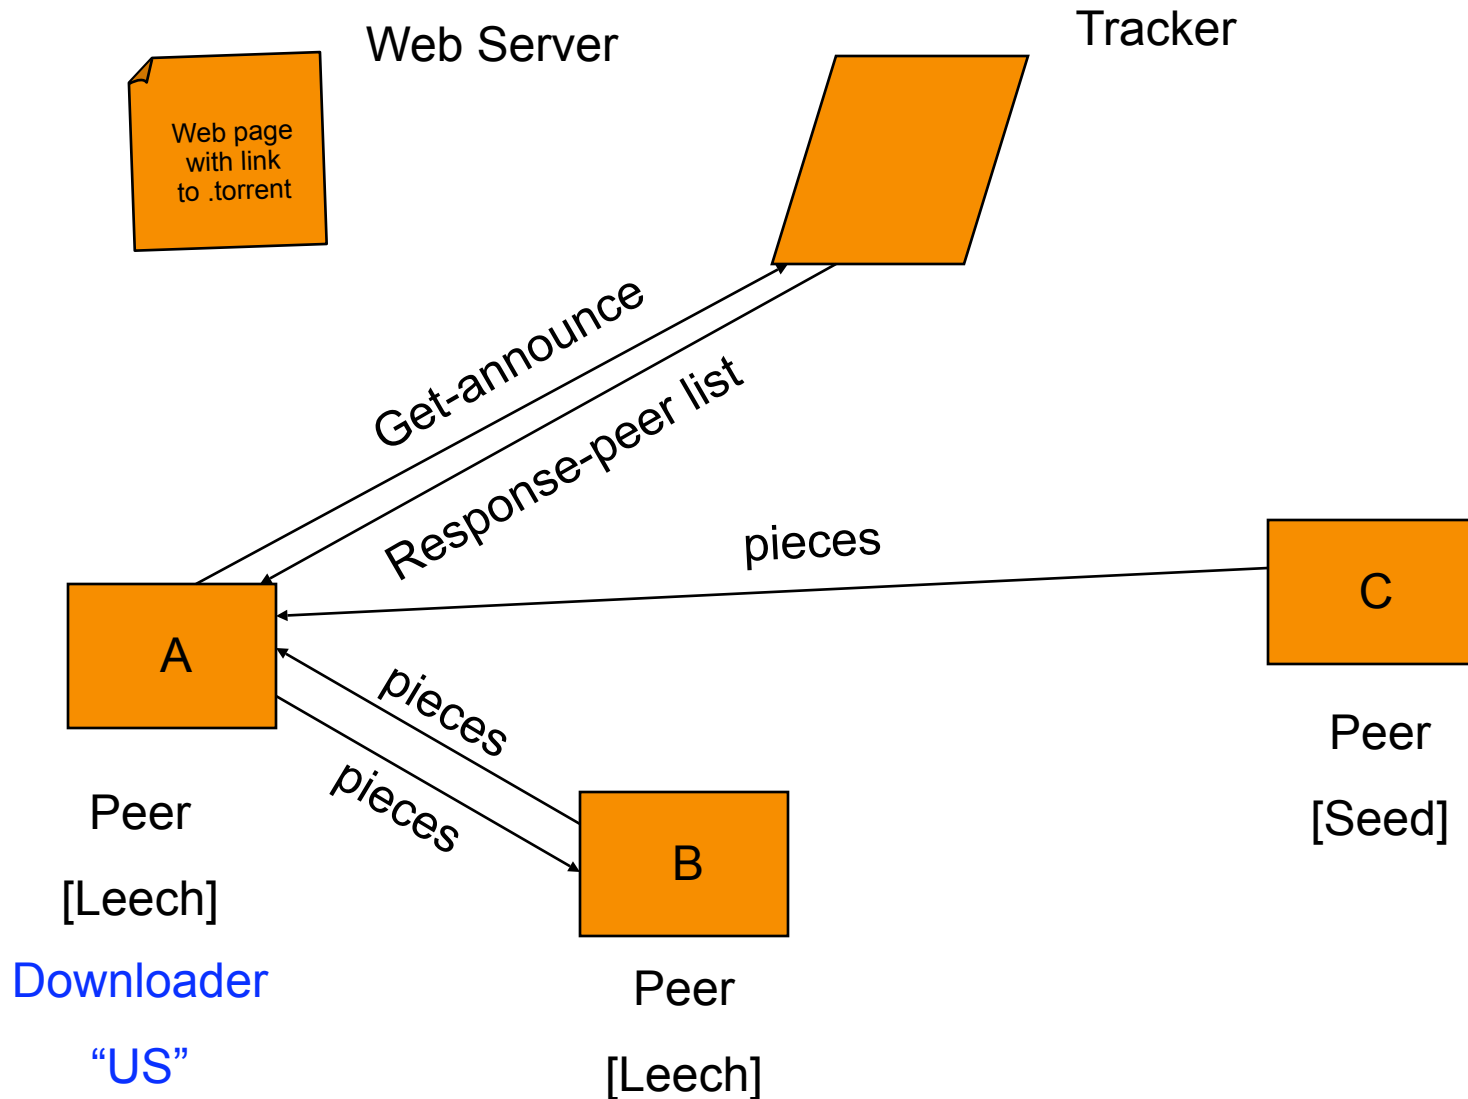 Web Server
Tracker
Web page
with link
to .torrent
Get-announce
Response-peer list
pieces
C
A
pieces
pieces
Peer
[Seed]
Peer
[Leech]
B
Downloader
“US”
Peer
[Leech]